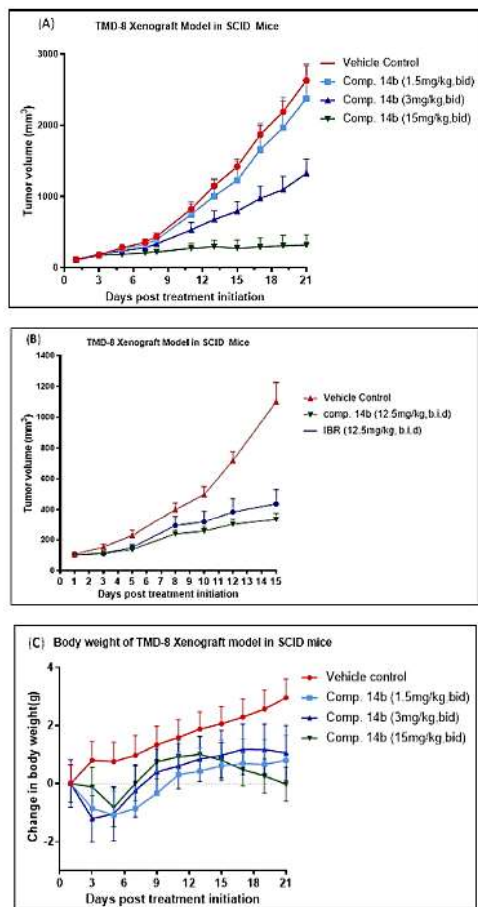 (A)
TMD-8 Xenograft Model in SCID Mice
3000
2000
1000
0
Tumor volume (mm³)
0 3 6 9 12 15 18 21
Days post treatment initiation
Vehicle Control
Comp. 14b (1.5mg/kg,bid)
Comp. 14b (3mg/kg,bid)
Comp. 14b (15mg/kg,bid)
(B)
TMD-8 Xenograft Model in SCID Mice
1400
1200
1000
800
600
400
200
0
Tumor volume (mm³)
0 1 2 3 4 5 6 7 8 9 10 11 12 13 14 15
Days post treatment initiation
Vehicle Control
comp. 14b (12.5mg/kg,b.i.d)
IBR (12.5mg/kg, b.i.d)
(C) Body weight of TMD-8 Xenograft model in SCID mice
4
2
0
-2
Change in body weight(g)
0 3 6 9 12 15 18 21
Days post treatment initiation
Vehicle control
Comp. 14b (1.5mg/kg,bid)
Comp. 14b (3mg/kg,bid)
Comp. 14b (15mg/kg,bid)